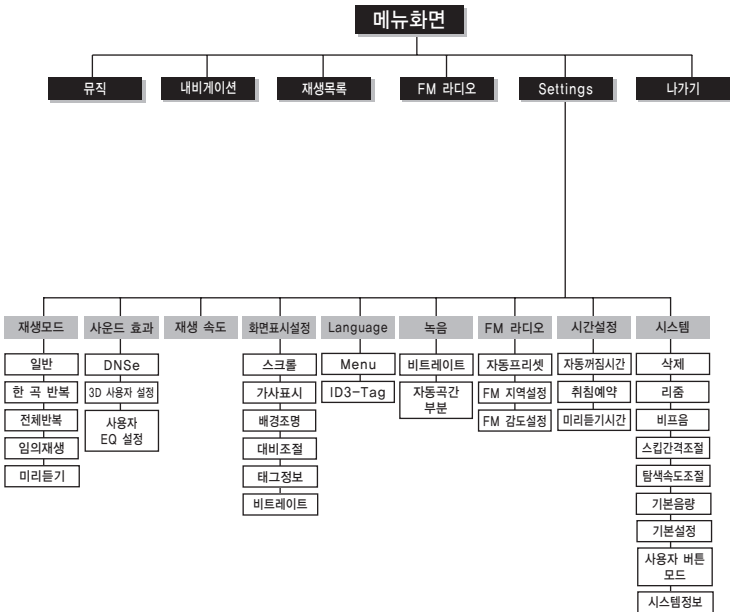 메뉴화면
뮤직
내비게이션
재생목록
FM 라디오
Settings
나가기
재생모드
사운드 효과
재생 속도
화면표시설정
Language
녹음
FM 라디오
시간설정
시스템
일반
한 곡 반복
전체반복
임의재생
미리듣기
DNSe
3D 사용자 설정
사용자
EQ 설정
스크롤
가사표시
배경조명
대비조절
태그정보
비트레이트
Menu
ID3-Tag
비트레이트
자동곡간
부분
자동프리셋
FM 지역설정
FM 감도설정
자동꺼짐시간
취침예약
미리듣기시간
삭제
리줌
비프음
스킵간격조절
탐색속도조절
기본음량
기본설정
사용자 버튼
모드
시스템정보